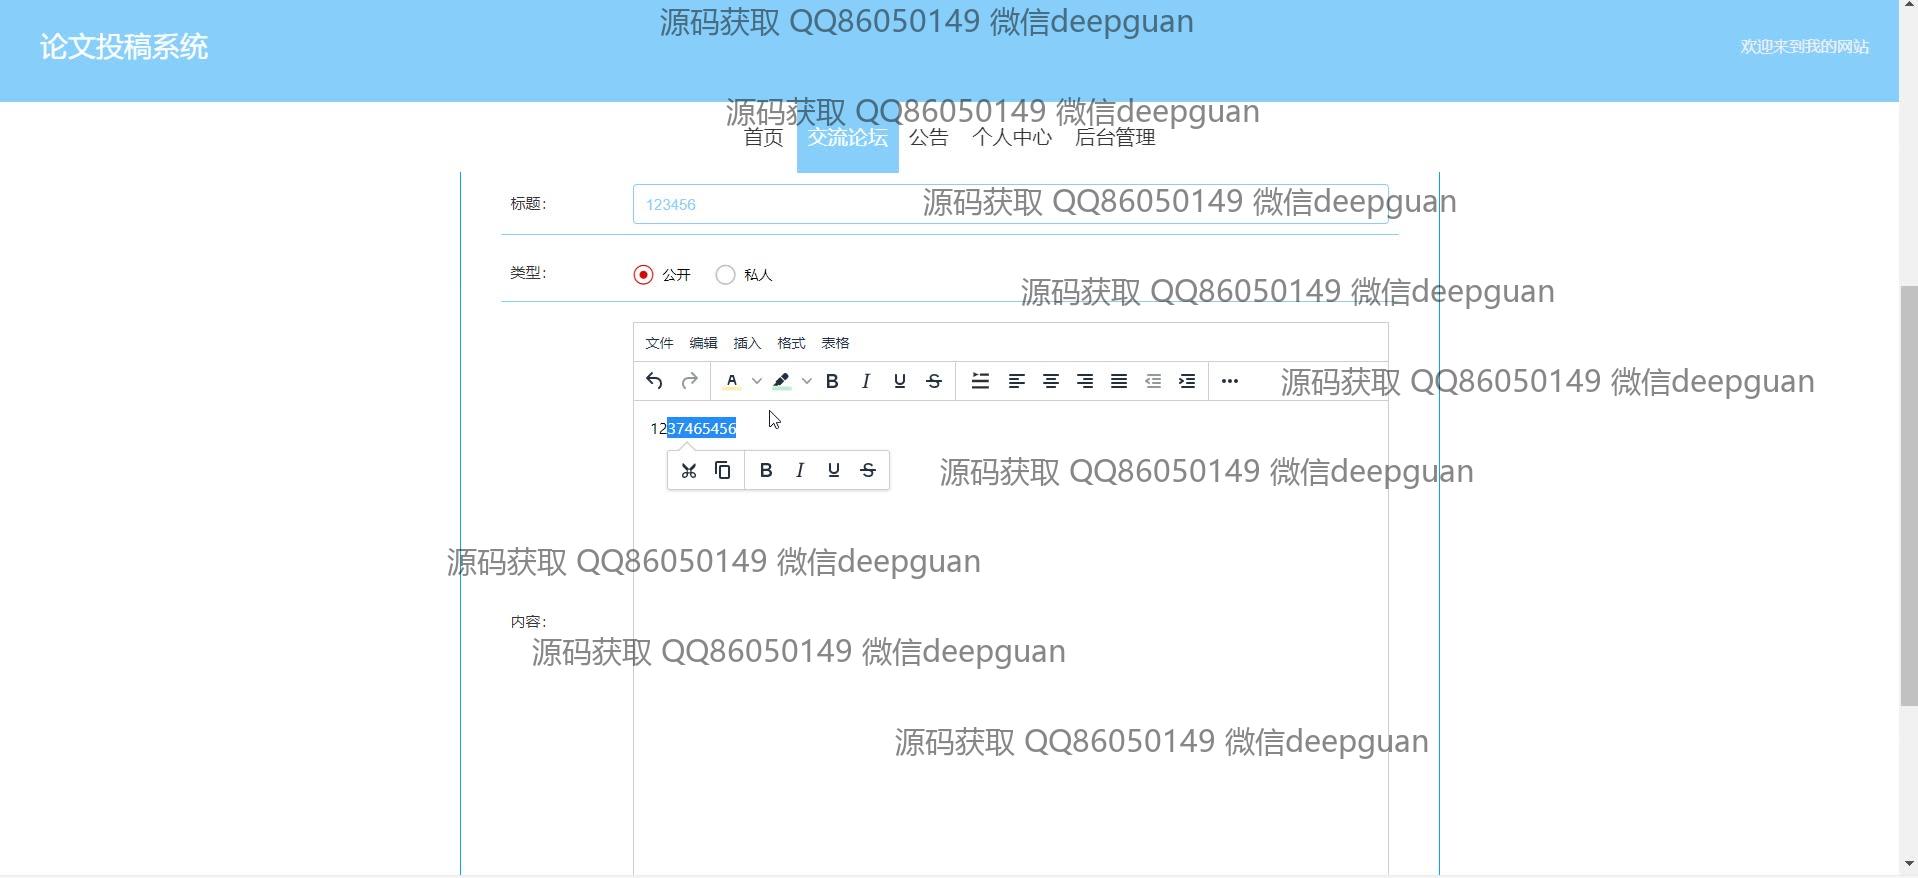 源码获取 QQ86050149 微信deepguan
论文投稿系统
欢迎来到我的网站
源码获取 QQ86050149 微信deepguan
首页 交流论坛 公告 个人中心 后台管理
标题： 123456
源码获取 QQ86050149 微信deepguan
类型： 公开 私人
源码获取 QQ86050149 微信deepguan
文件 编辑 插入 格式 表格
源码获取 QQ86050149 微信deepguan
1237465456
源码获取 QQ86050149 微信deepguan
源码获取 QQ86050149 微信deepguan
内容：
源码获取 QQ86050149 微信deepguan
源码获取 QQ86050149 微信deepguan